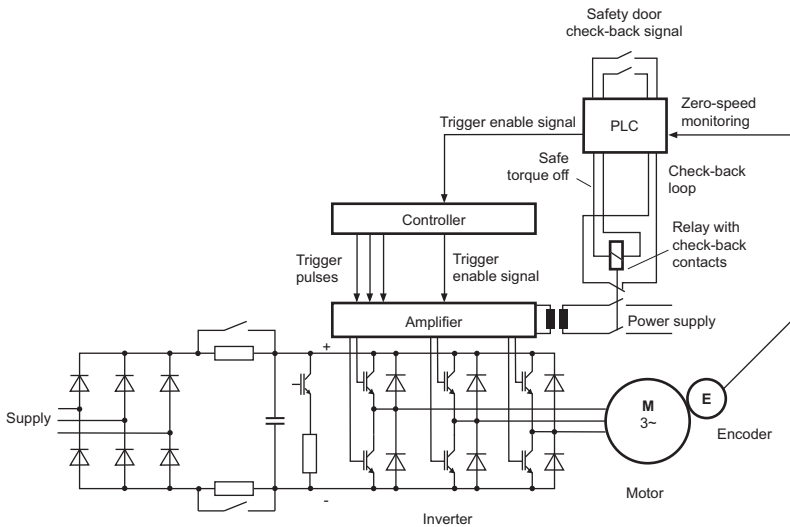 Safety door
check-back signal
Trigger enable signal
PLC
Zero-speed
monitoring
Safe
torque off
Check-back
loop
Controller
Relay with
check-back
contacts
Trigger
pulses
Trigger
enable signal
Amplifier
Power supply
+
Supply
M
3~
E
Encoder
-
Motor
Inverter